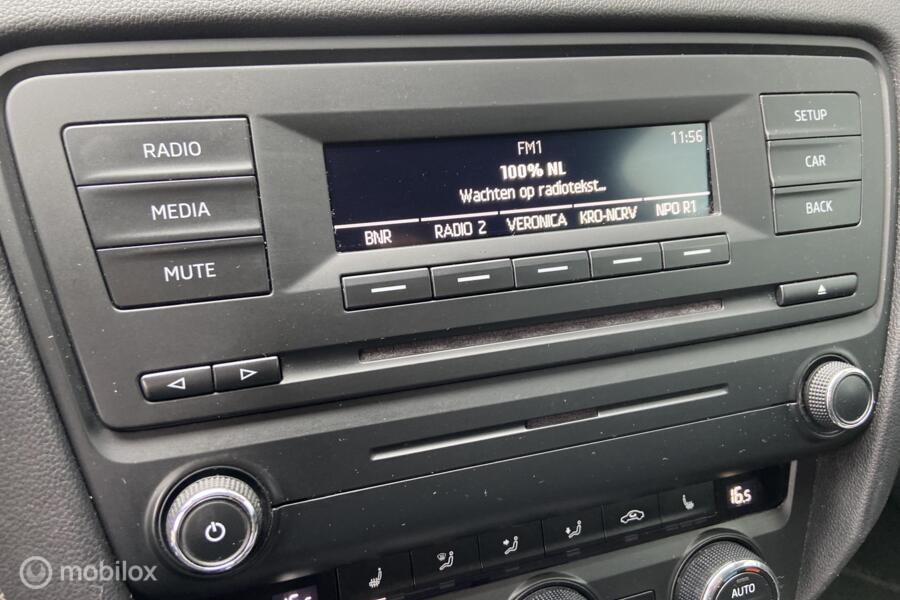 RADIO
MEDIA
MUTE
FM1
11:56
100% NL
Wachten op radiotekst...
BNR RADIO 2 VERONICA KRO-NCRV NPO R1
SETUP
CAR
BACK
16.5
AUTO
mobilox